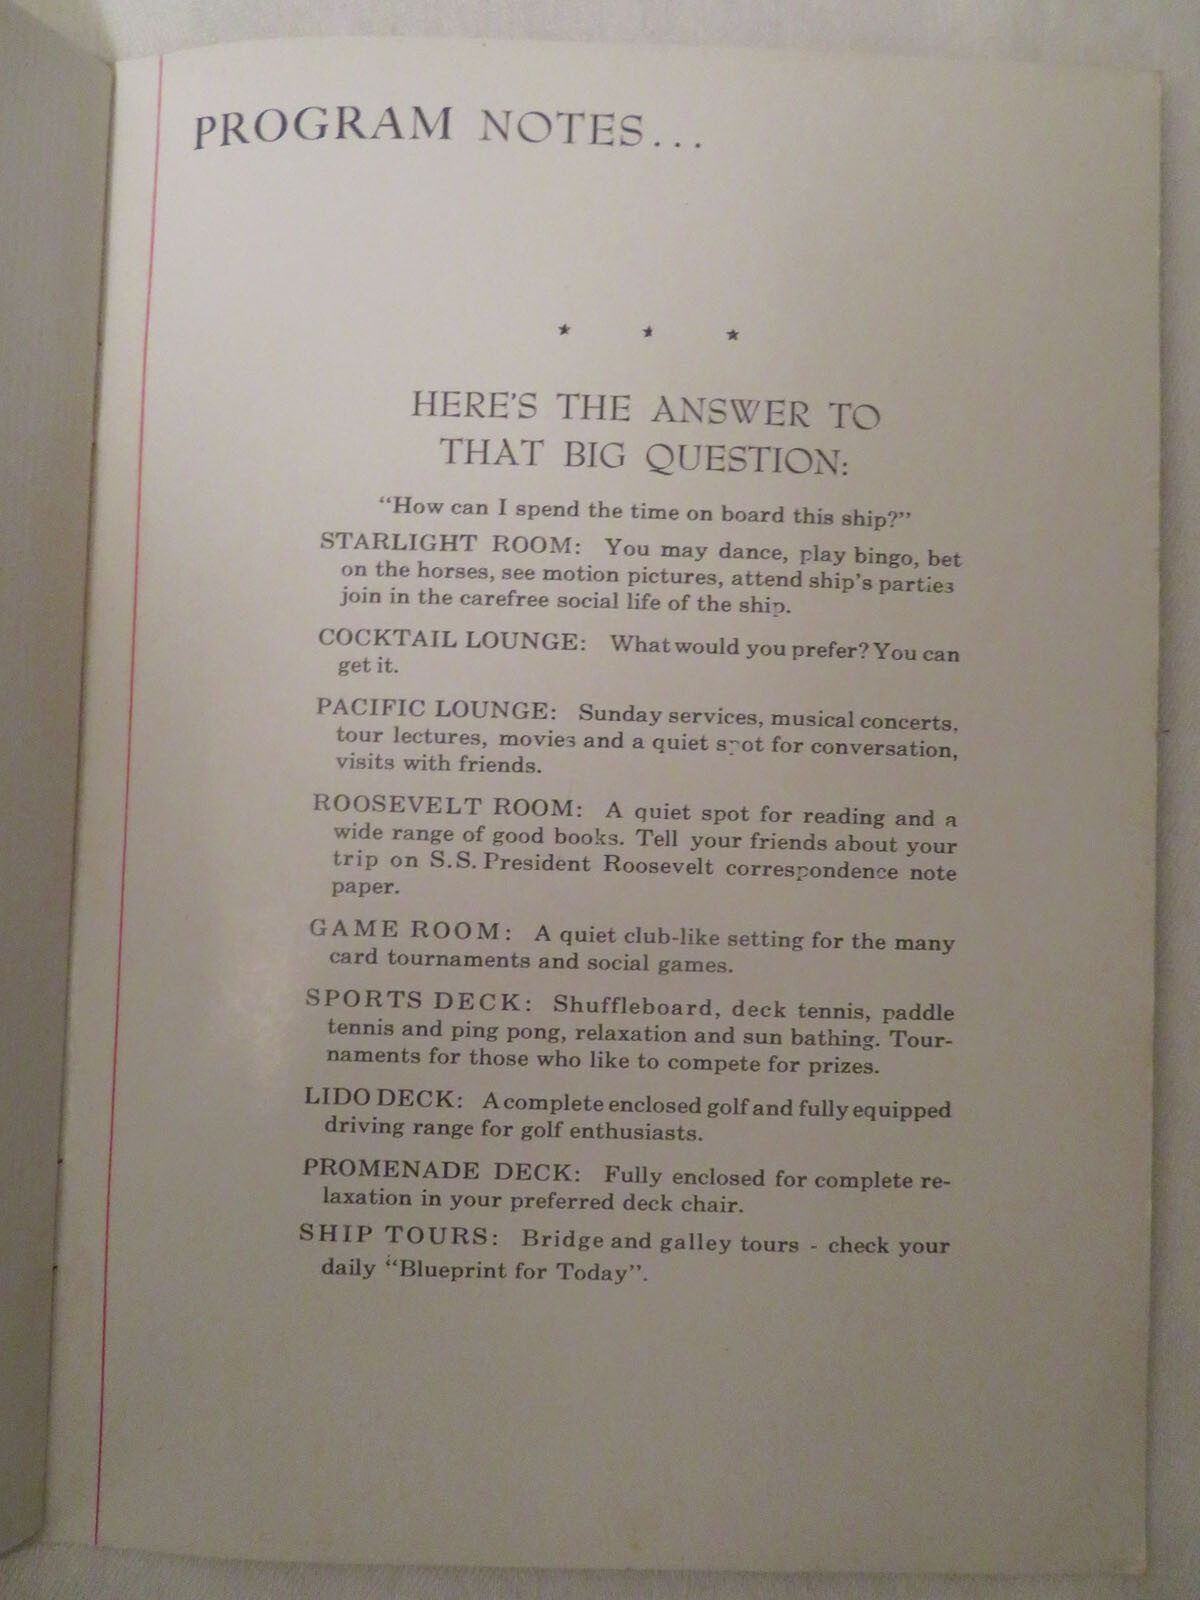 PROGRAM NOTES...
★ ★ ★
HERE'S THE ANSWER TO
THAT BIG QUESTION:
"How can I spend the time on board this ship?"
STARLIGHT ROOM: You may dance, play bingo, bet
on the horses, see motion pictures, attend ship's parties
join in the carefree social life of the ship.
COCKTAIL LOUNGE: What would you prefer? You can
get it.
PACIFIC LOUNGE: Sunday services, musical concerts,
tour lectures, movies and a quiet spot for conversation,
visits with friends.
ROOSEVELT ROOM: A quiet spot for reading and a
wide range of good books. Tell your friends about your
trip on S.S. President Roosevelt correspondence note
paper.
GAME ROOM: A quiet club-like setting for the many
card tournaments and social games.
SPORTS DECK: Shuffleboard, deck tennis, paddle
tennis and ping pong, relaxation and sun bathing. Tour-
naments for those who like to compete for prizes.
LIDO DECK: A complete enclosed golf and fully equipped
driving range for golf enthusiasts.
PROMENADE DECK: Fully enclosed for complete re-
laxation in your preferred deck chair.
SHIP TOURS: Bridge and galley tours - check your
daily "Blueprint for Today".